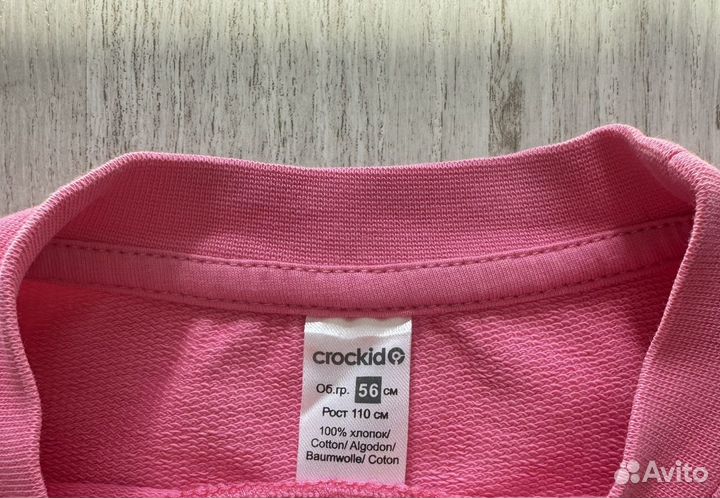 crockid
Об.гр. 56 см
Рост 110 см
100% хлопок/
Cotton/ Algodon/
Baumwolle/ Coton
Avito